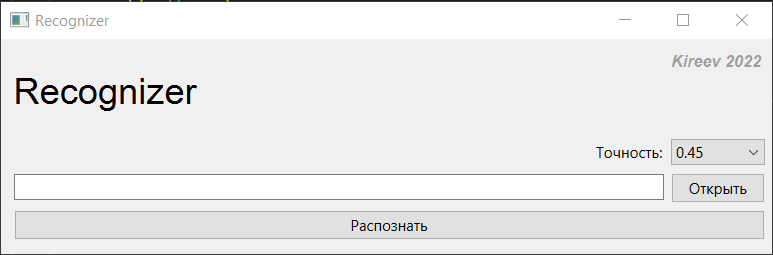 Recognizer
Kireev 2022
Recognizer
Точность: 0.45
Открыть
Распознать